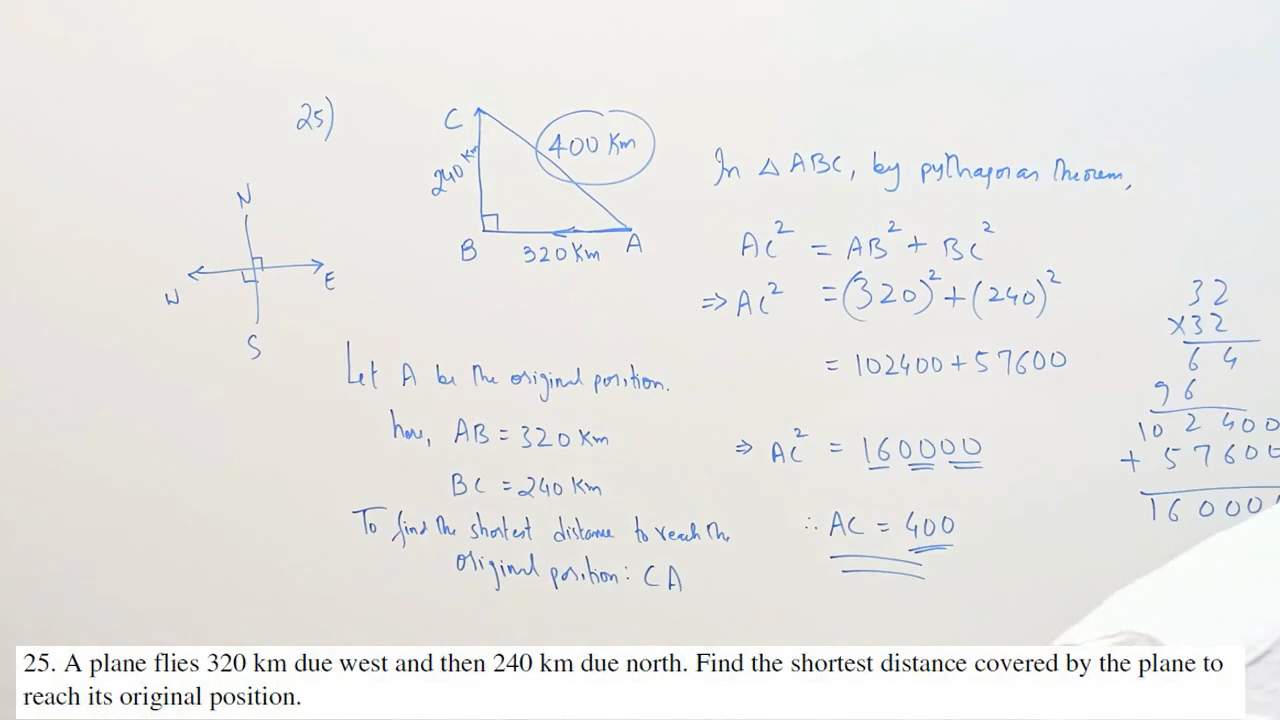 25)
C
400 Km
240 Km
B
320 Km
A
N
W
E
S
Let A be the original position.
here, AB = 320 Km
BC = 240 Km
To find the shortest distance to reach the
original position: CA
In △ ABC, by pythagoras theorem,
AC² = AB² + BC²
⇒ AC² = (320)² + (240)²
= 102400 + 57600
⇒ AC² = 160000
∴ AC = 400
32
×32
64
96
102400
+ 57600
16000
25. A plane flies 320 km due west and then 240 km due north. Find the shortest distance covered by the plane to
reach its original position.